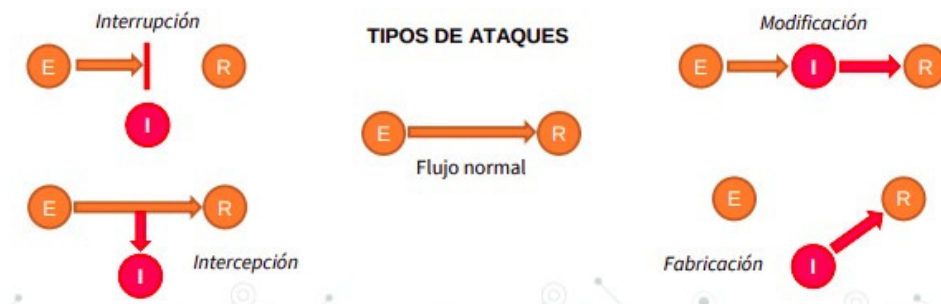 Interrupción
E
R
I
TIPOS DE ATAQUES
E
R
Flujo normal
Modificación
E
I
R
E
R
I
Intercepción
E
R
I
Fabricación